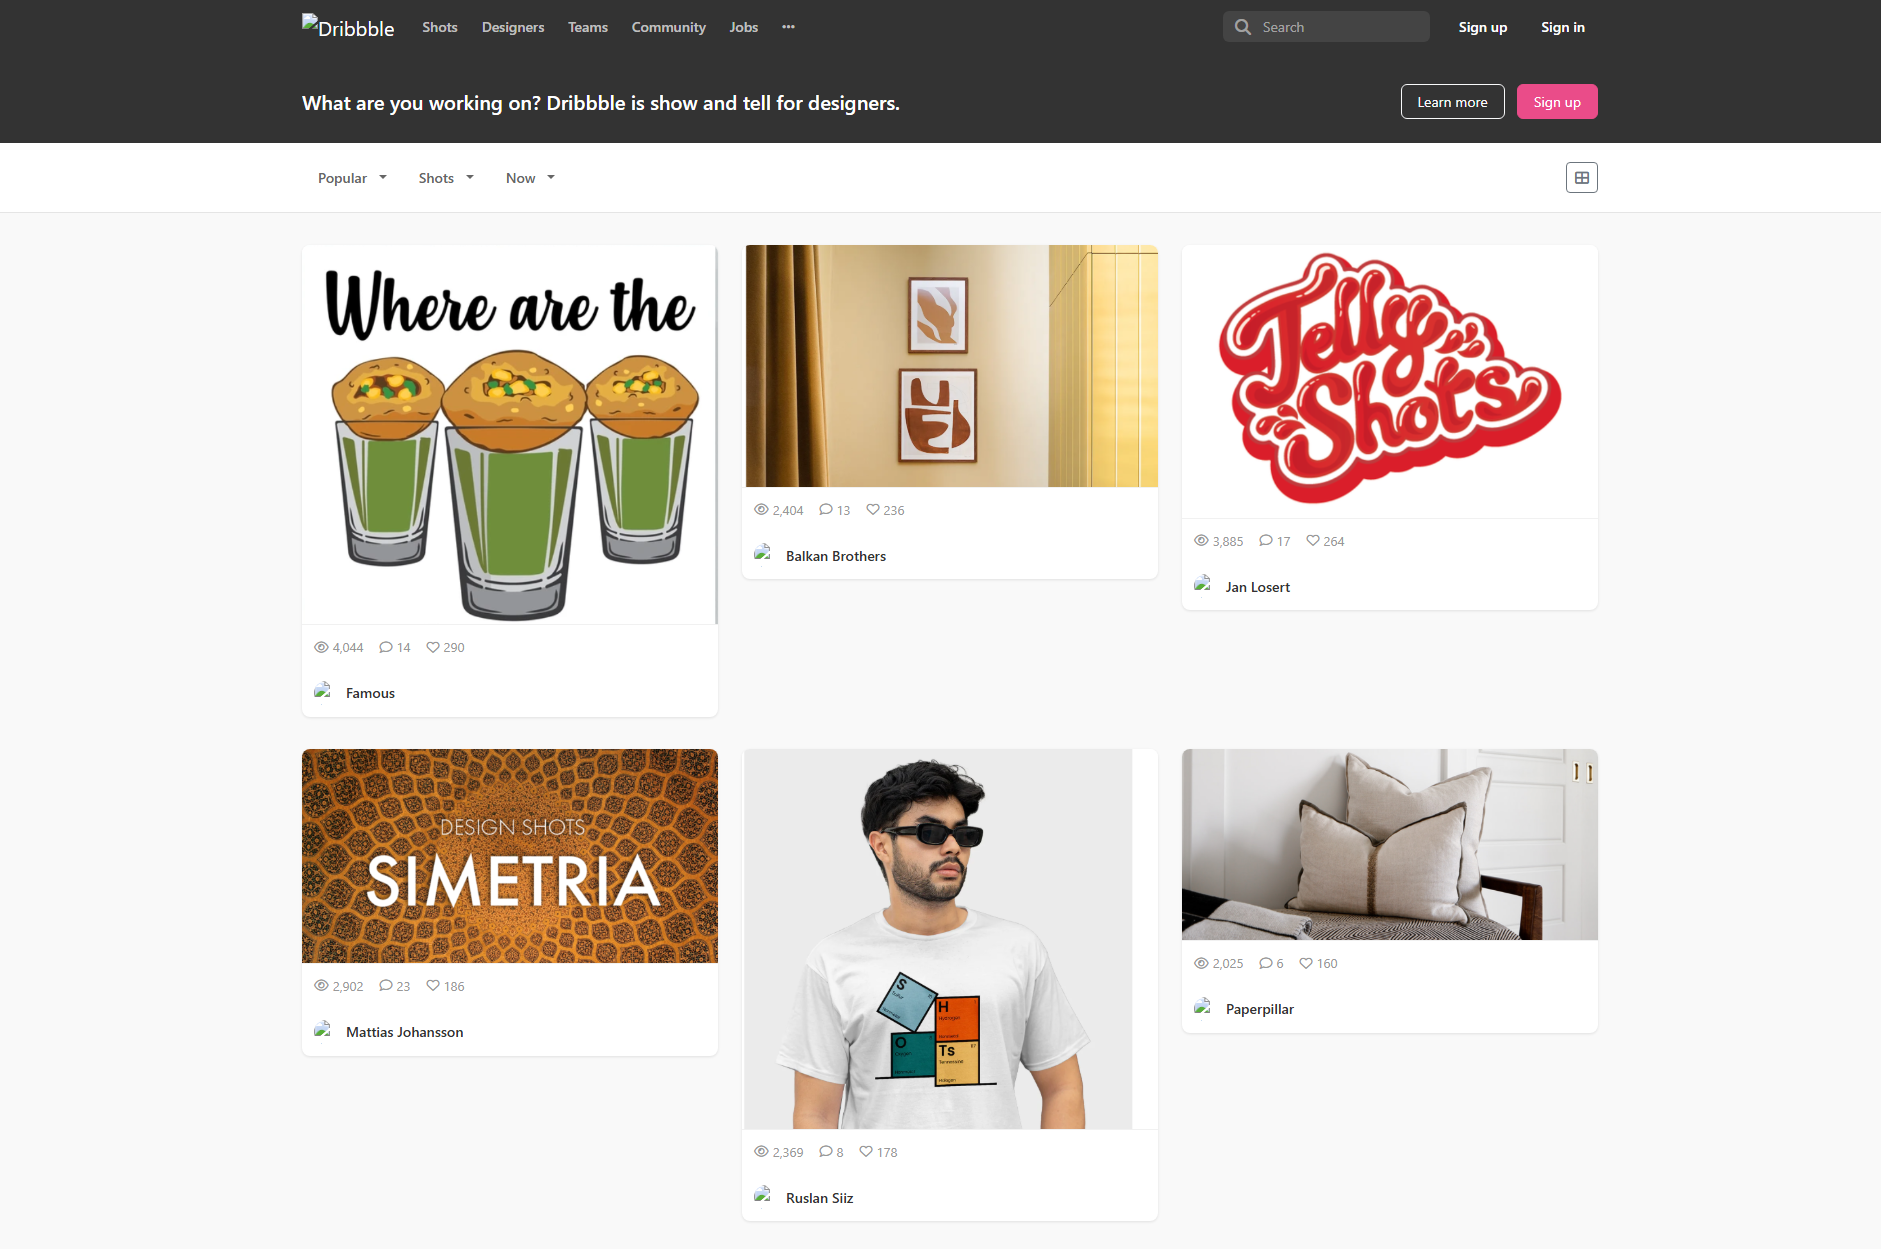 Dribbble Shots Designers Teams Community Jobs ··· Search Sign up Sign in
What are you working on? Dribbble is show and tell for designers. Learn more Sign up
Popular Shots Now
Where are the
4,044 14 290
Famous
2,404 13 236
Balkan Brothers
Jelly
Shots
3,885 17 264
Jan Losert
DESIGN SHOTS
SIMETRIA
2,902 23 186
Mattias Johansson
S
H
O
Ts
2,369 8 178
Ruslan Siiz
2,025 6 160
Paperpillar